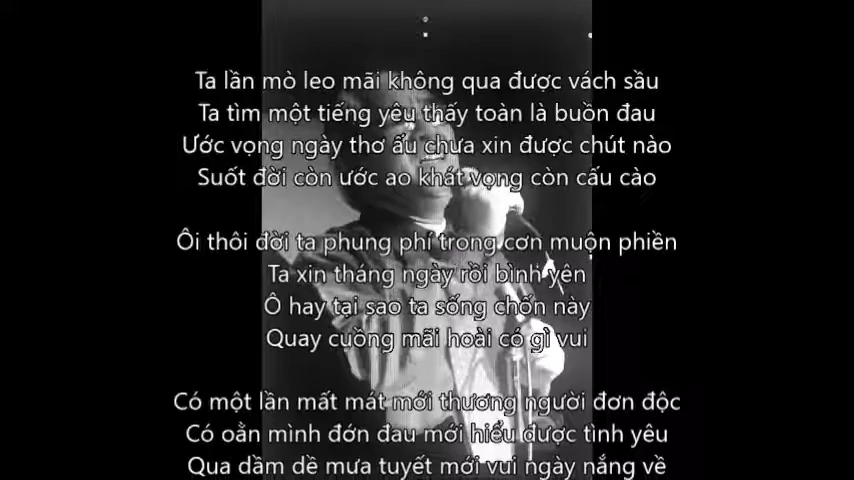 Ta lần mò leo mãi không qua được vách sầu
Ta tìm một tiếng yêu thấy toàn là buồn đau
Ước vọng ngày thơ ấu chưa xin được chút nào
Suốt đời còn ước ao khát vọng còn cấu cào
Ôi thôi đời ta phung phí trong cơn muộn phiền
Ta xin tháng ngày rồi bình yên
Ô hay tại sao ta sống chốn này
Quay cuồng mãi hoài có gì vui
Có một lần mất mát mới thương người đơn độc
Có oằn mình đớn đau mới hiểu được tình yêu
Qua dầm dề mưa tuyết mới vui ngày nắng về